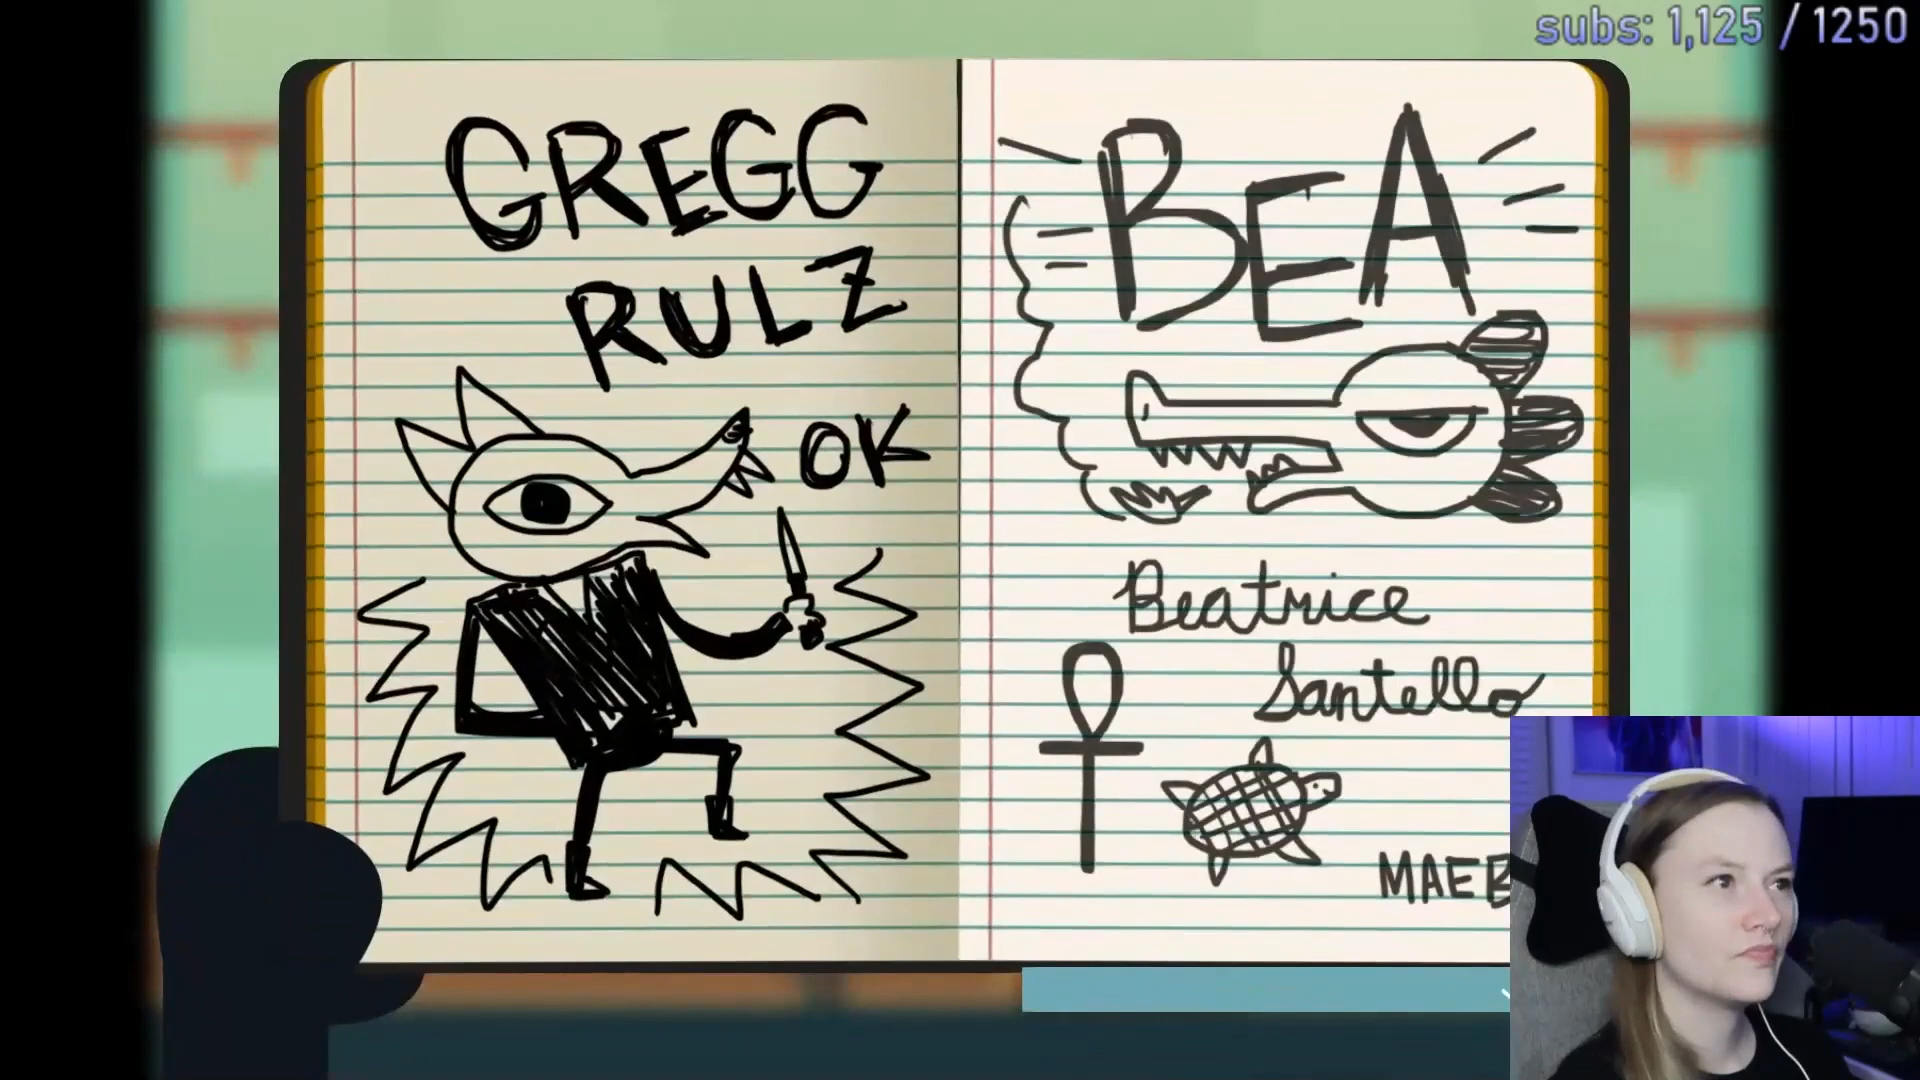 subs: 1,125 / 1250
GREGG
RULZ
OK
BEA
Beatrice
Santello